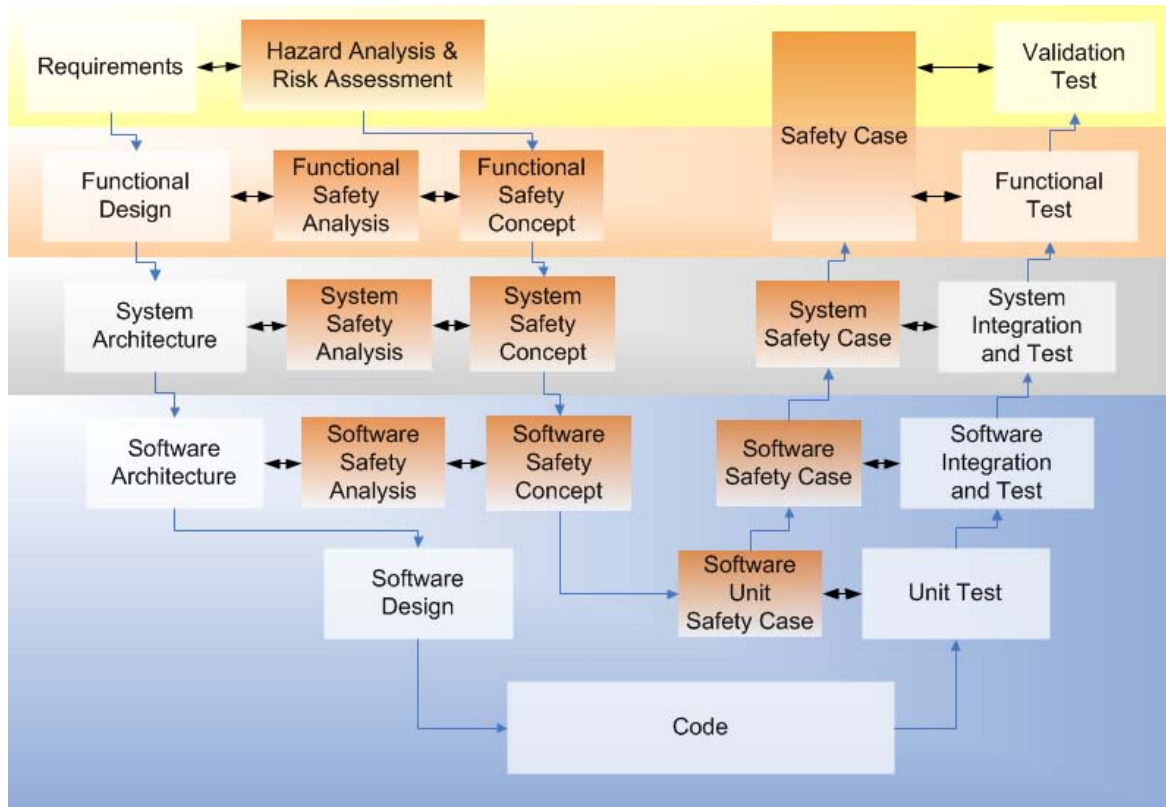 Requirements
Hazard Analysis &
Risk Assessment
Safety Case
Validation
Test
Functional
Design
Functional
Safety
Analysis
Functional
Safety
Concept
Functional
Test
System
Architecture
System
Safety
Analysis
System
Safety
Concept
System
Safety Case
System
Integration
and Test
Software
Architecture
Software
Safety
Analysis
Software
Safety
Concept
Software
Safety Case
Software
Integration
and Test
Software
Design
Software
Unit
Safety Case
Unit Test
Code